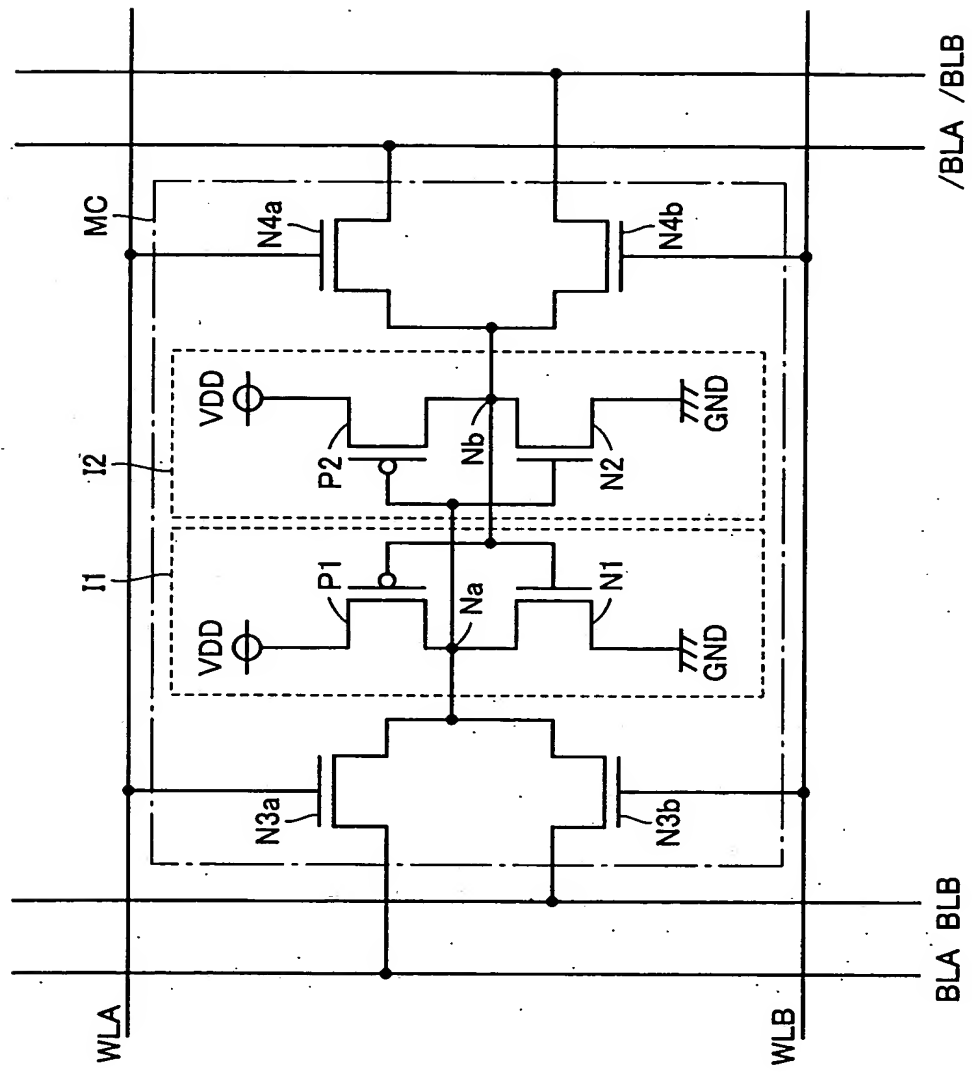 WLA
MC
N4a
I2
I1
VDD
VDD
P2
P1
N3a
Nb
Na
N2
N1
GND
GND
N4b
N3b
WLB
BLA BLB
/BLA /BLB